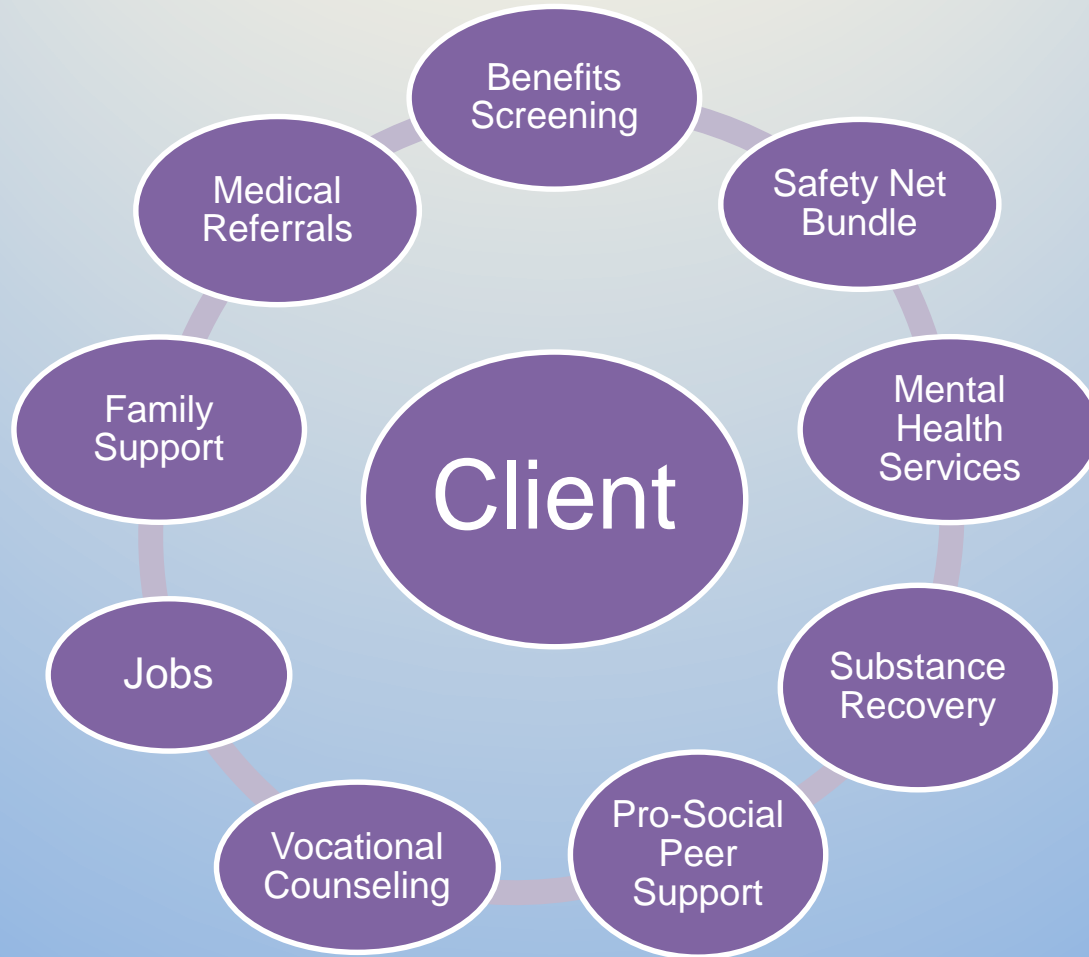 Benefits
Screening
Safety Net
Bundle
Medical
Referrals
Mental
Health
Services
Family
Support
Client
Substance
Recovery
Jobs
Pro-Social
Peer
Support
Vocational
Counseling